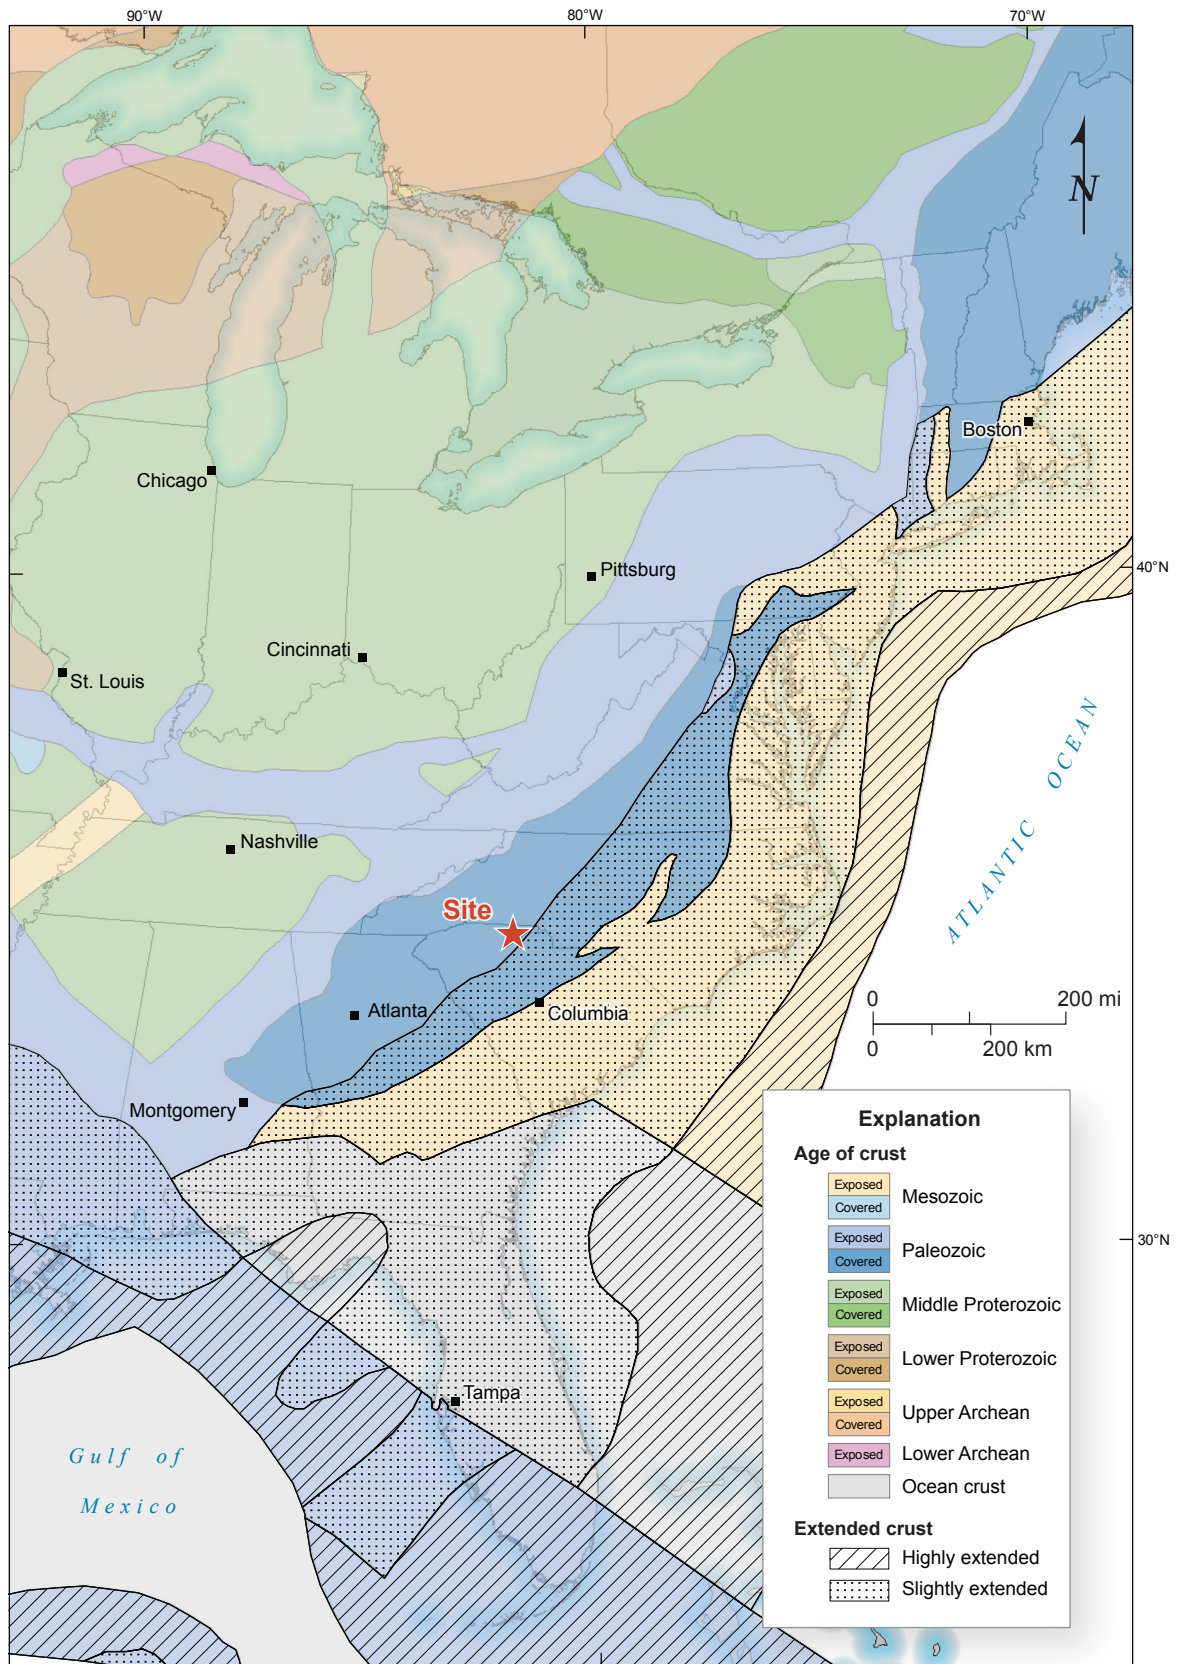 90°W
80°W
70°W
N
Boston
Chicago
40°N
Pittsburg
Cincinnati
St. Louis
ATLANTIC OCEAN
Nashville
Site
0
200 mi
Atlanta
Columbia
0
200 km
Montgomery
Explanation
Age of crust
Exposed
Covered
Mesozoic
Exposed
Covered
Paleozoic
30°N
Exposed
Covered
Middle Proterozoic
Exposed
Covered
Lower Proterozoic
Tampa
Exposed
Covered
Upper Archean
Exposed
Lower Archean
Gulf of
Mexico
Ocean crust
Extended crust
Highly extended
Slightly extended